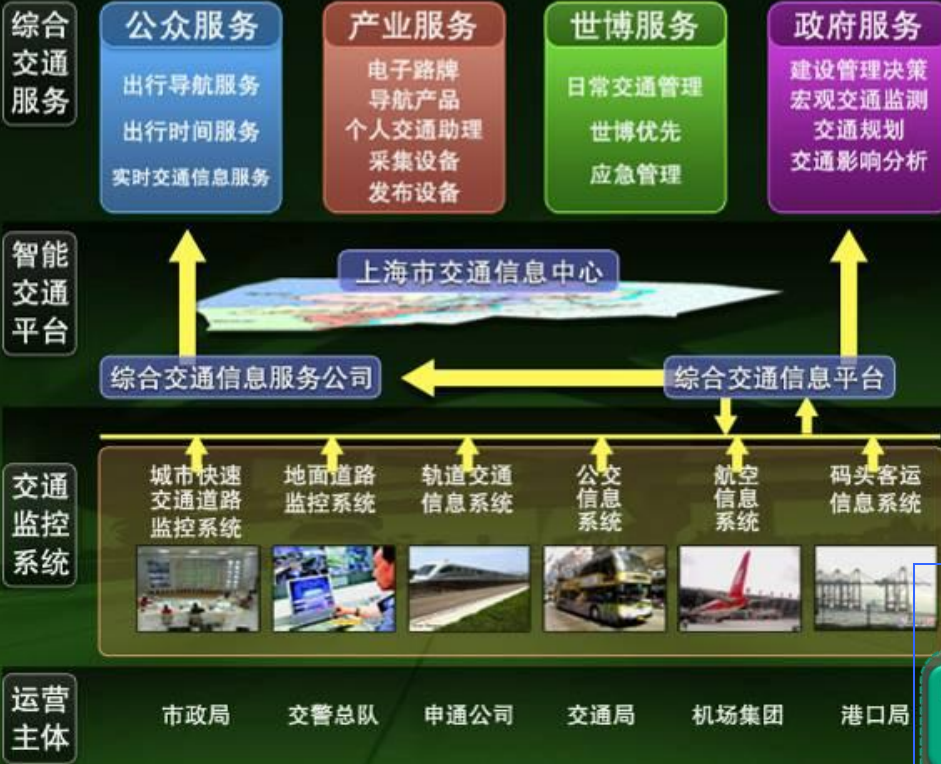 综合
交通
服务
公众服务
出行导航服务
出行时间服务
实时交通信息服务
产业服务
电子路牌
导航产品
个人交通助理
采集设备
发布设备
世博服务
日常交通管理
世博优先
应急管理
政府服务
建设管理决策
宏观交通监测
交通规划
交通影响分析
智能
交通
平台
上海市交通信息中心
综合交通信息服务公司
综合交通信息平台
交通
监控
系统
城市快速
交通道路
监控系统
地面道路
监控系统
轨道交通
信息系统
公交
信息
系统
航空
信息
系统
码头客运
信息系统
运营
主体
市政局
交警总队
申通公司
交通局
机场集团
港口局